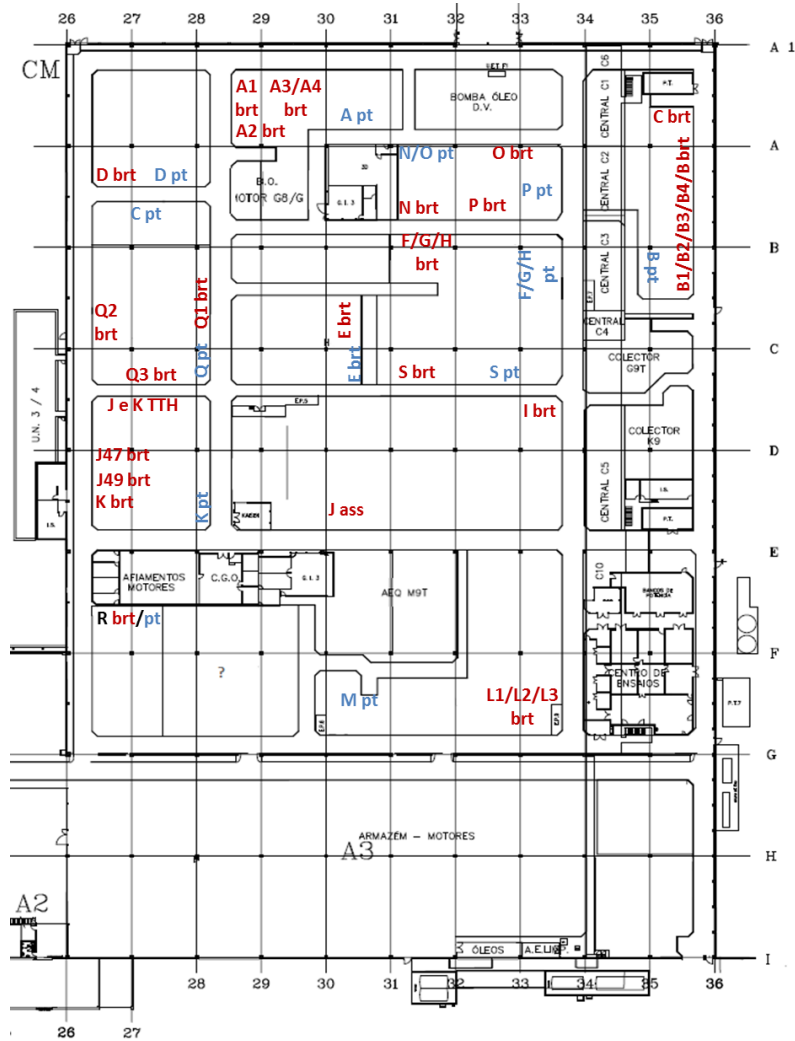 26 28 29 30 31 32 33 34 35 36
A 1
CM
A1 A3/A4
brt brt
A2 brt
A pt
BOMBA ÓLEO
D.V.
CENTRAL C1 C6
P.T.
C brt
A
D brt D pt
C pt
B.O.
MOTOR G8/G
N/O pt
O brt
P pt
N brt
P brt
CENTRAL C2
B1/B2/B3/B4/B brt
B pt
B
F/G/H
brt
F/G/H
pt
CENTRAL C3
Q2
brt
Q1 brt
E brt
CENTRAL
C4
C
COLECTOR
G9T
Q3 brt
Q pt
E brt
S brt
S pt
U.N. 3 / 4
J e K TTH
I brt
COLECTOR
K9
D
J47 brt
J49 brt
K brt
K pt
J ass
CENTRAL C5
P.T.
E
AFIAMENTOS
MOTORES
C.G.O.
AEQ M9T
C10
BANCOS DE
POTÊNCIA
R brt/pt
?
F
CENTRO DE
ENSAIOS
M pt
L1/L2/L3
brt
P.T.7
G
ARMAZÉM – MOTORES
A3
H
A2
ÓLEOS
I
26 27 28 29 30 31 32 33 34 35 36
26 27